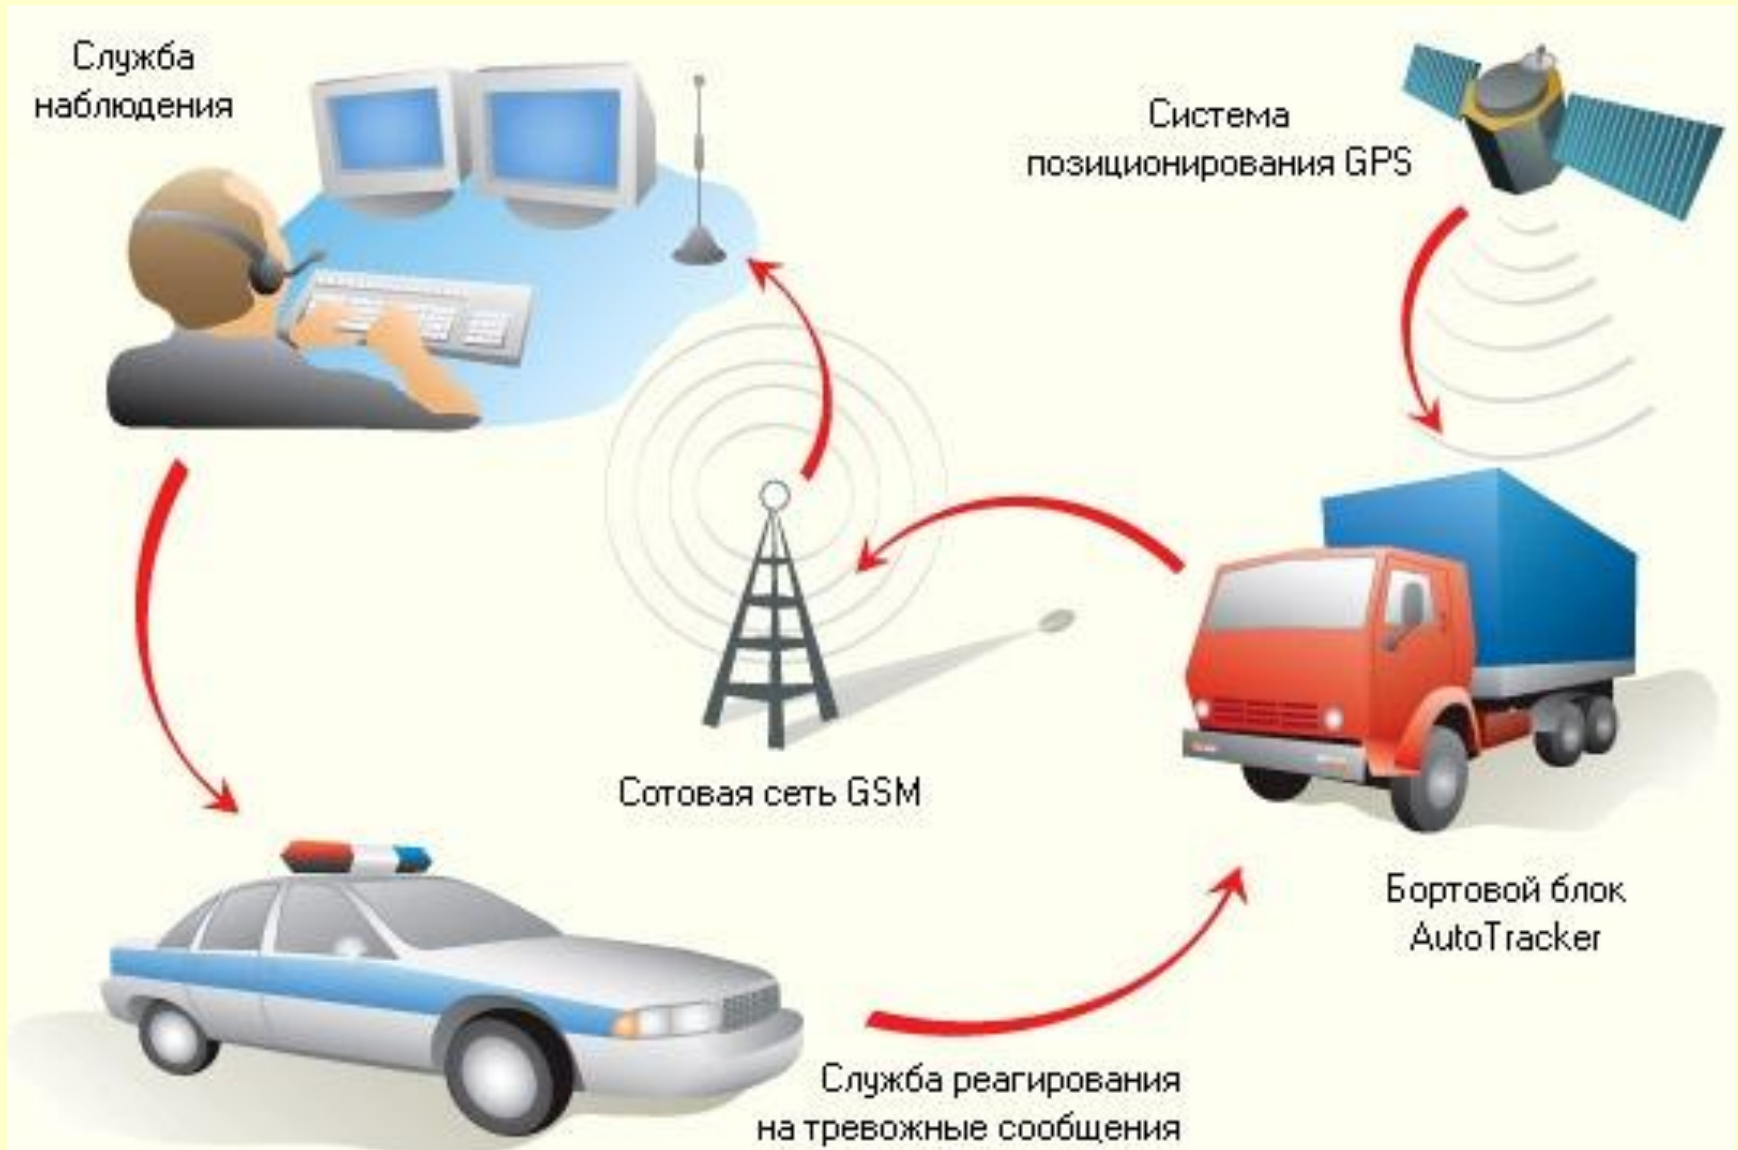 Служба
наблюдения
Система
позиционирования GPS
Сотовая сеть GSM
Бортовой блок
AutoTracker
Служба реагирования
на тревожные сообщения